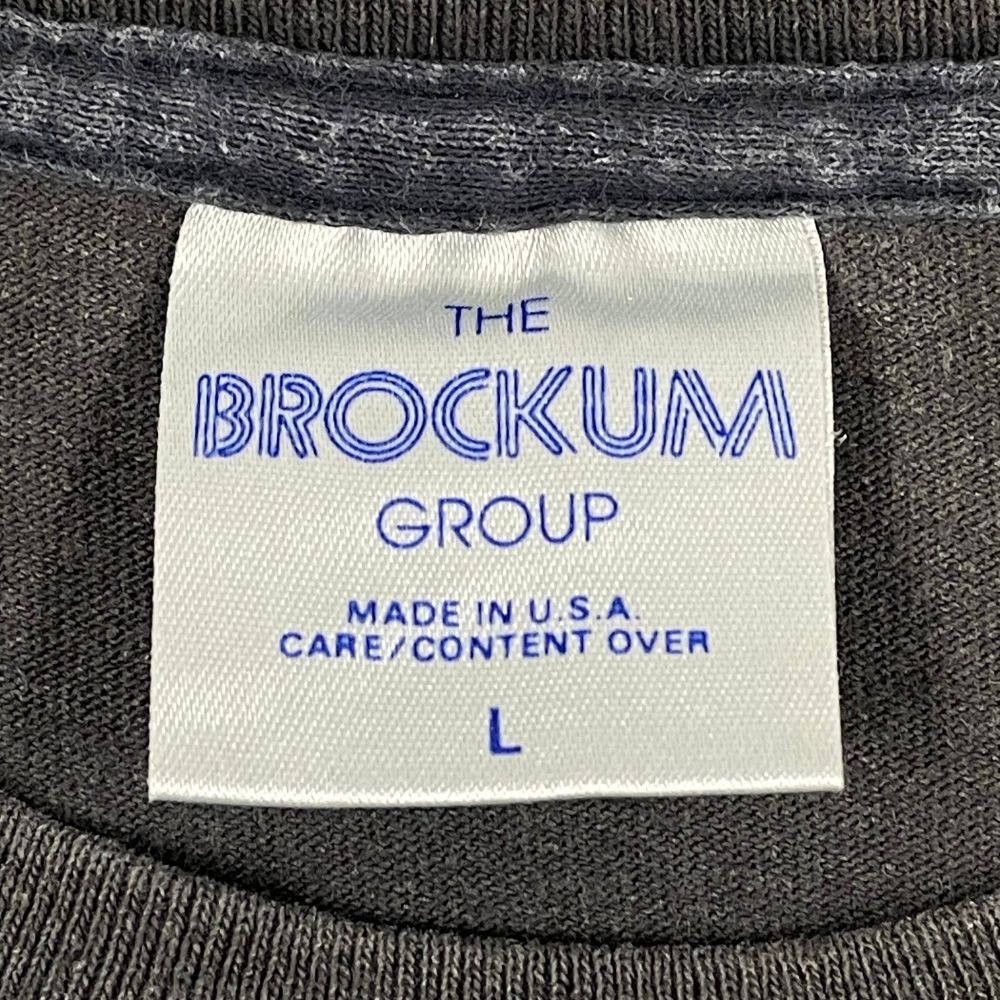 THE
BROCKUM
GROUP
MADE IN U.S.A.
CARE/CONTENT OVER
L